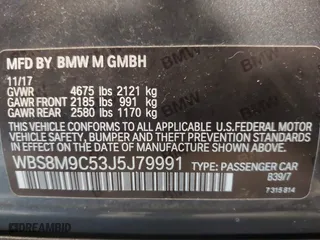 MFD BY BMW M GMBH
11/17
GVWR 4675 lbs 2121 kg
GAWR FRONT 2185 lbs 991 kg
GAWR REAR 2580 lbs 1170 kg
THIS VEHICLE CONFORMS TO ALL APPLICABLE U.S. FEDERAL MOTOR
VEHICLE SAFETY, BUMPER, AND THEFT PREVENTION STANDARDS
IN EFFECT ON THE DATE OF MANUFACTURE SHOWN ABOVE.
WBS8M9C53J5J79991 TYPE: PASSENGER CAR
B39/7
7 315 814
DREAMBID